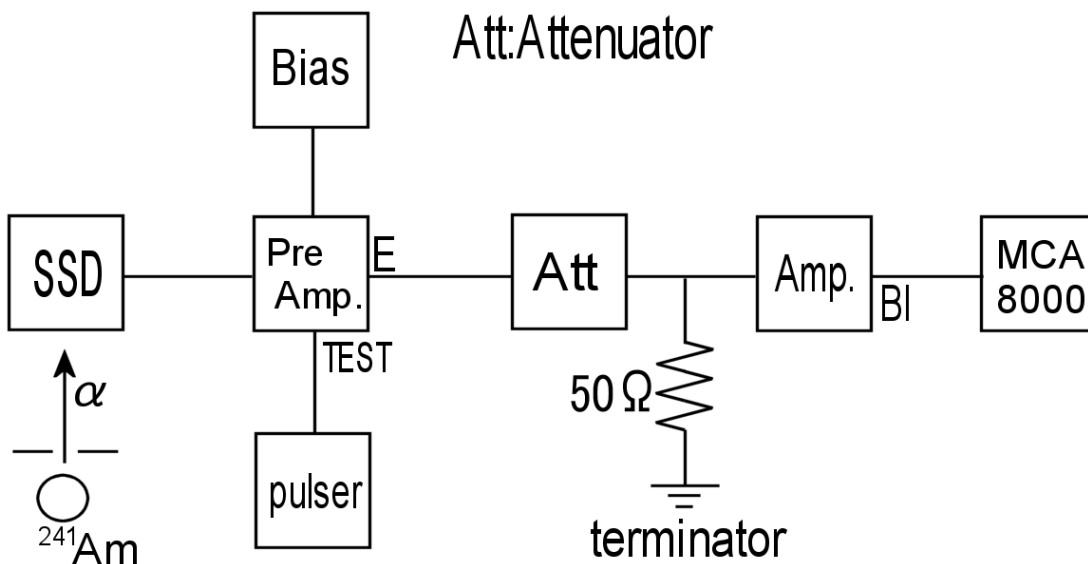 Att:Attenuator
Bias
SSD
Pre
Amp.
E
Att
Amp.
BI
MCA
8000
TEST
α
50 Ω
pulser
241Am
terminator